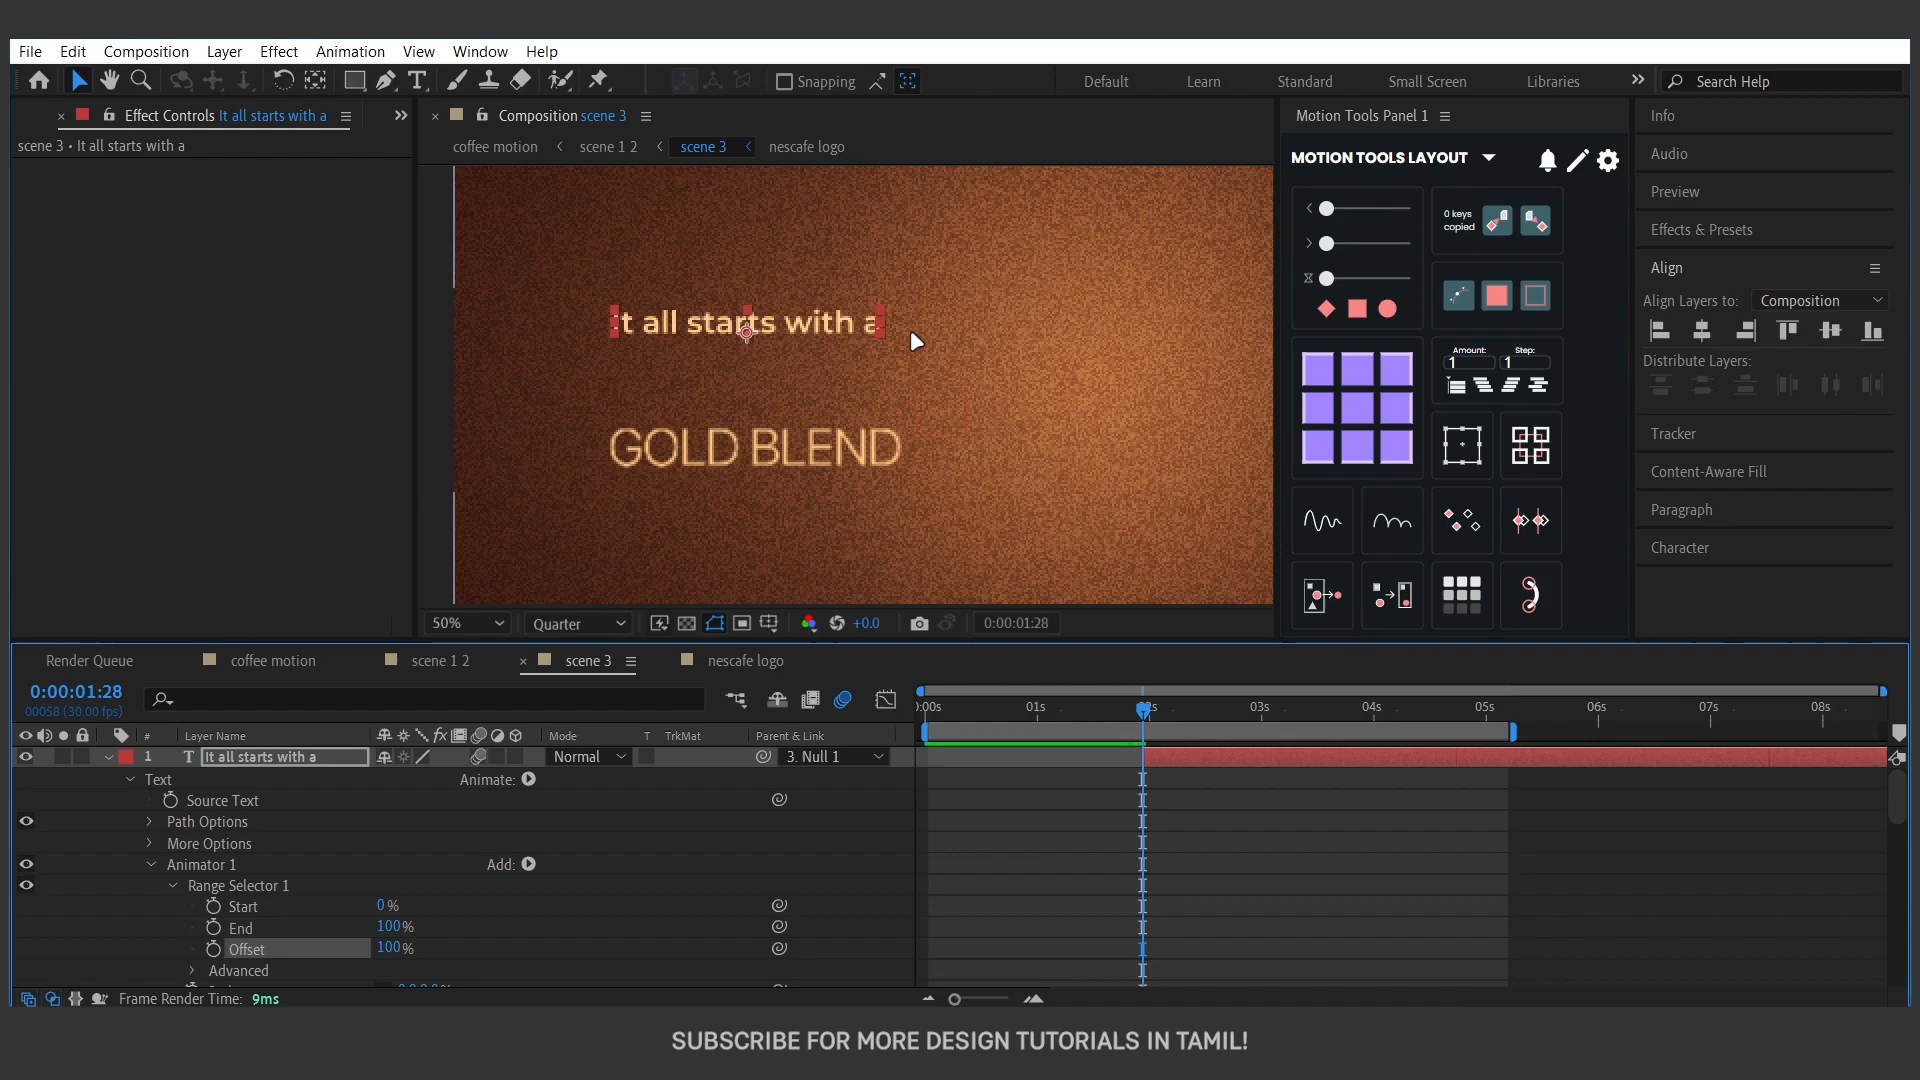 File Edit Composition Layer Effect Animation View Window Help
Snapping Default Learn Standard Small Screen Libraries Search Help
Effect Controls It all starts with a
scene 3 • It all starts with a
Composition scene 3
coffee motion scene 1 2 scene 3 nescafe logo
It all starts with a
GOLD BLEND
50% Quarter +0.0 0:00:01:28
Motion Tools Panel 1
MOTION TOOLS LAYOUT
0 keys
copied
Amount: Step:
1 1
Info
Audio
Preview
Effects & Presets
Align
Align Layers to: Composition
Distribute Layers:
Tracker
Content-Aware Fill
Paragraph
Character
Render Queue coffee motion scene 1 2 scene 3 nescafe logo
0:00:01:28
00058 (30.00 fps)
# Layer Name Mode T TrkMat Parent & Link
01s 03s 04s 05s 06s 07s 08s
1 T It all starts with a Normal 3. Null 1
Text Animate:
Source Text
Path Options
More Options
Animator 1 Add:
Range Selector 1
Start 0%
End 100%
Offset 100%
Advanced
Frame Render Time: 9ms
SUBSCRIBE FOR MORE DESIGN TUTORIALS IN TAMIL!